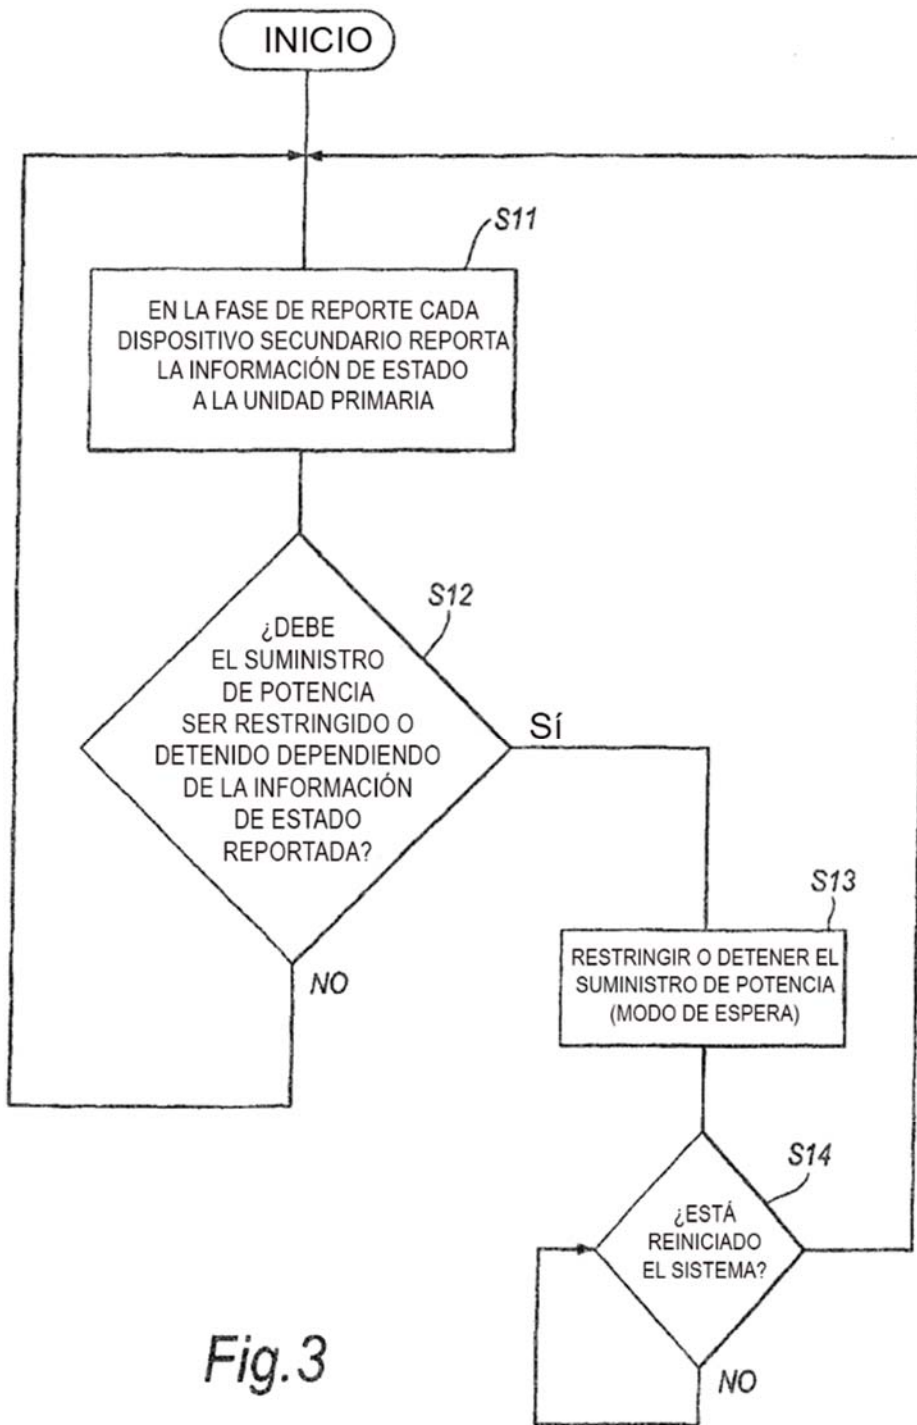 INICIO
S11
EN LA FASE DE REPORTE CADA
DISPOSITIVO SECUNDARIO REPORTA
LA INFORMACIÓN DE ESTADO
A LA UNIDAD PRIMARIA
S12
¿DEBE
EL SUMINISTRO
DE POTENCIA
SER RESTRINGIDO O
DETENIDO DEPENDIENDO
DE LA INFORMACIÓN
DE ESTADO
REPORTADA?
Sí
NO
S13
RESTRINGIR O DETENER EL
SUMINISTRO DE POTENCIA
(MODO DE ESPERA)
S14
¿ESTÁ
REINICIADO
EL SISTEMA?
NO
Fig.3